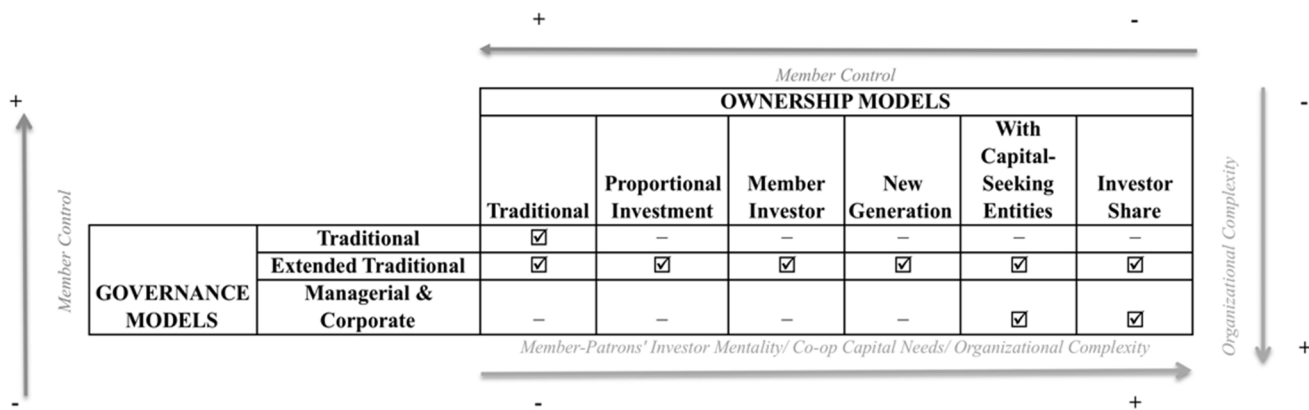 + -
Member Control
+ -
OWNERSHIP MODELS
With
Capital-
Proportional Member New Seeking Investor
Traditional Investment Investor Generation Entities Share
Member Control
Organizational Complexity
Traditional ☑ – – – – –
Extended Traditional ☑ ☑ ☑ ☑ ☑ ☑
GOVERNANCE Managerial &
MODELS Corporate – – – – ☑ ☑
Member-Patrons' Investor Mentality/ Co-op Capital Needs/ Organizational Complexity
+
- - +